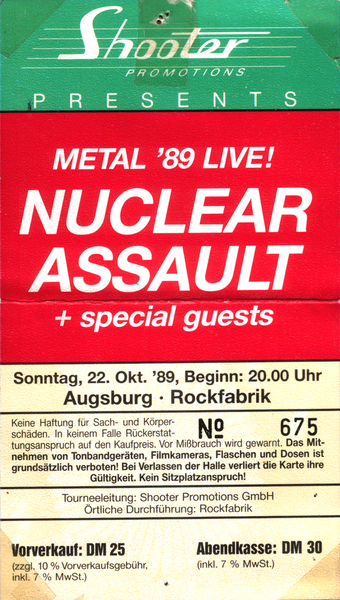 Shooter
PROMOTIONS
PRESENTS
METAL '89 LIVE!
NUCLEAR
ASSAULT
+ special guests
Sonntag, 22. Okt. '89, Beginn: 20.00 Uhr
Augsburg · Rockfabrik
Keine Haftung für Sach- und Körper-
schäden. In keinem Falle Rückerstat-
Nº 675
tungsanspruch auf den Kaufpreis. Vor Mißbrauch wird gewarnt. Das Mit-
nehmen von Tonbandgeräten, Filmkameras, Flaschen und Dosen ist
grundsätzlich verboten! Bei Verlassen der Halle verliert die Karte ihre
Gültigkeit. Kein Sitzplatzanspruch!
Tourneeleitung: Shooter Promotions GmbH
Örtliche Durchführung: Rockfabrik
Vorverkauf: DM 25
(zzgl. 10 % Vorverkaufsgebühr,
inkl. 7 % MwSt.)
Abendkasse: DM 30
(inkl. 7 % MwSt.)